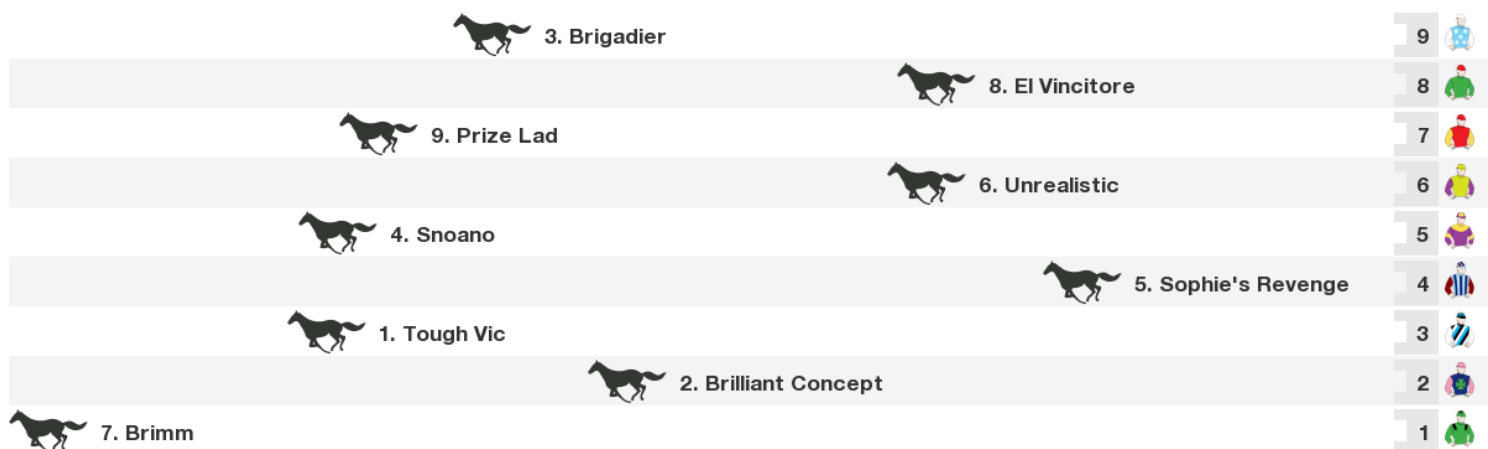 3. Brigadier 9
8. El Vincitore 8
9. Prize Lad 7
6. Unrealistic 6
4. Snoano 5
5. Sophie's Revenge 4
1. Tough Vic 3
2. Brilliant Concept 2
7. Brimm 1